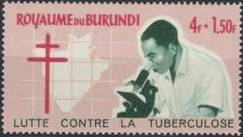 ROYAUME DU BURUNDI
4F + 1,50F
LUTTE CONTRE LA TUBERCULOSE